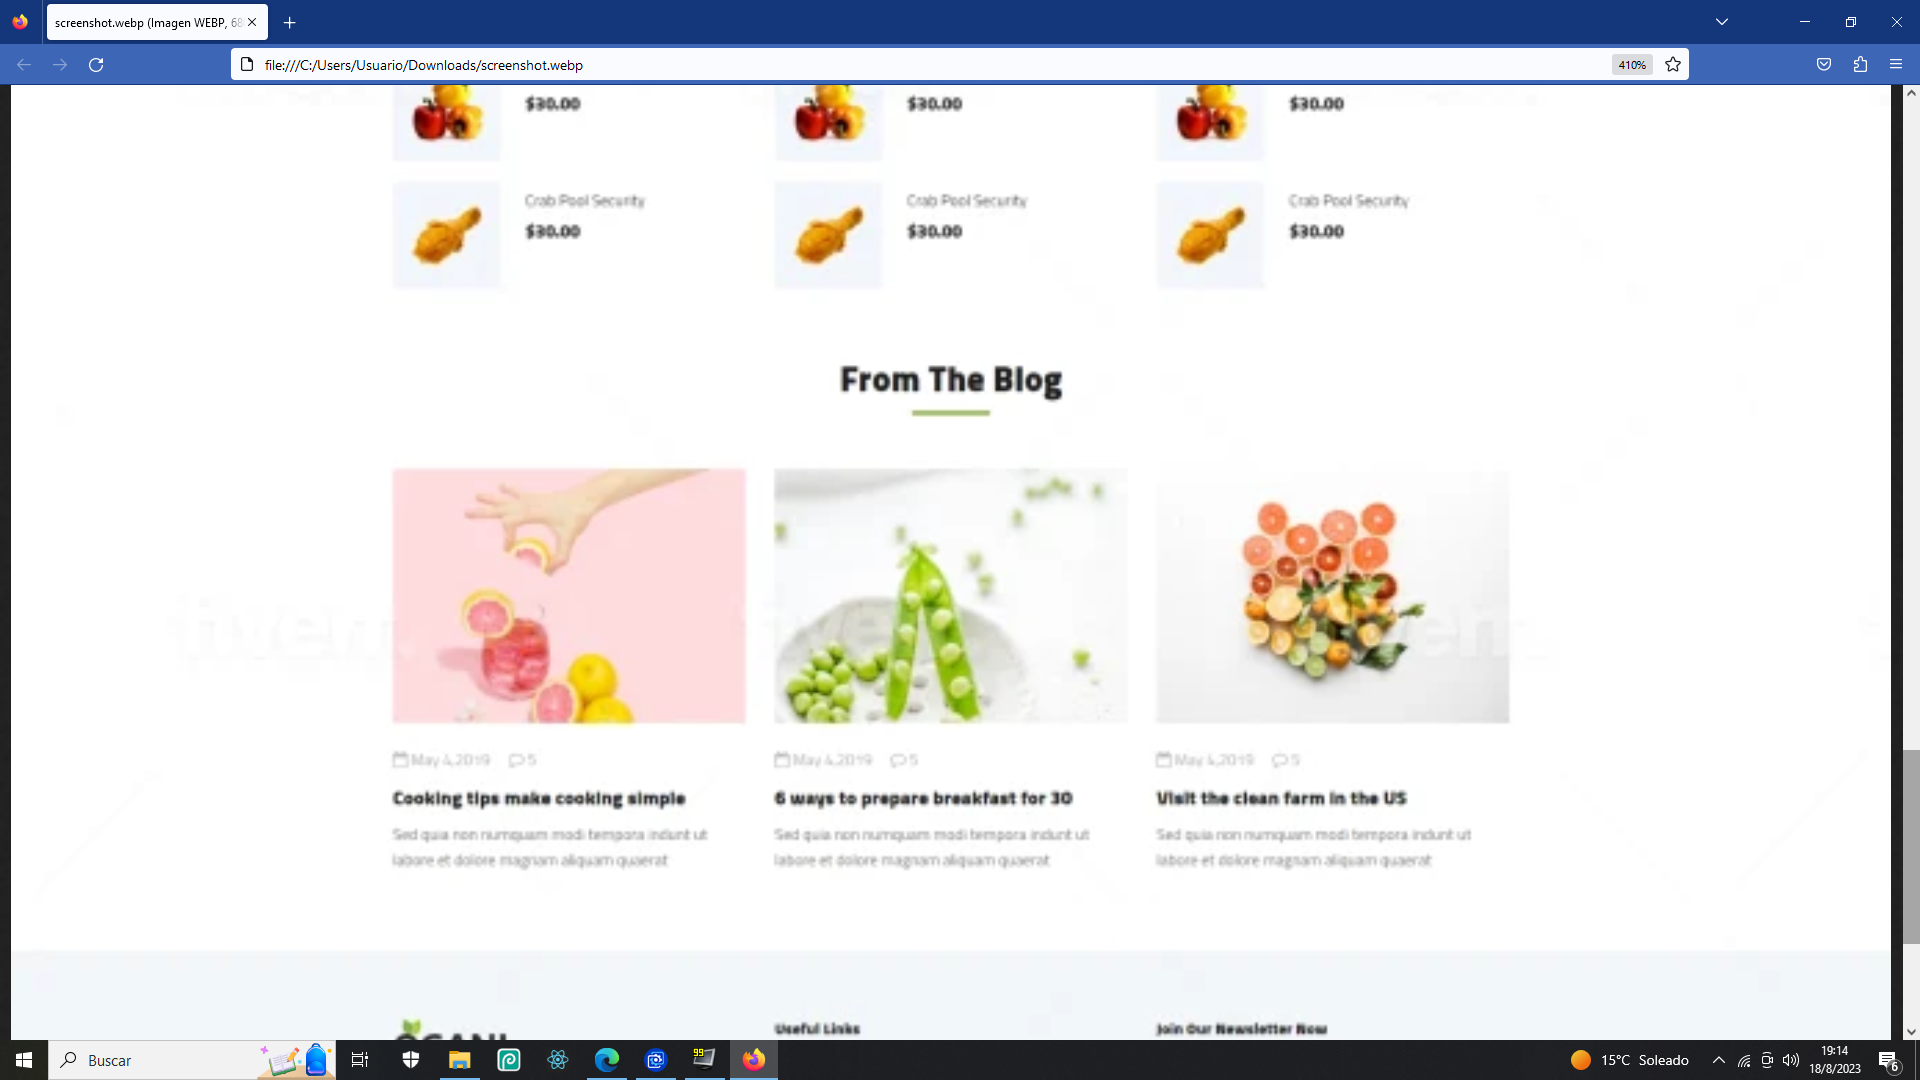 screenshot.webp (Imagen WEBP, 68
file:///C:/Users/Usuario/Downloads/screenshot.webp
410%
$30.00 $30.00 $30.00
Crab Pool Security Crab Pool Security Crab Pool Security
$30.00 $30.00 $30.00
From The Blog
fiverr.
May 4,2019 5 May 4,2019 5 May 4,2019 5
Cooking tips make cooking simple 6 ways to prepare breakfast for 30 Visit the clean farm in the US
Sed quia non numquam modi tempora indunt ut Sed quia non numquam modi tempora indunt ut Sed quia non numquam modi tempora indunt ut
labore et dolore magnam aliquam quaerat labore et dolore magnam aliquam quaerat labore et dolore magnam aliquam quaerat
OGANI Useful Links Join Our Newsletter Now
Buscar
99
15°C Soleado
19:14
18/8/2023
6